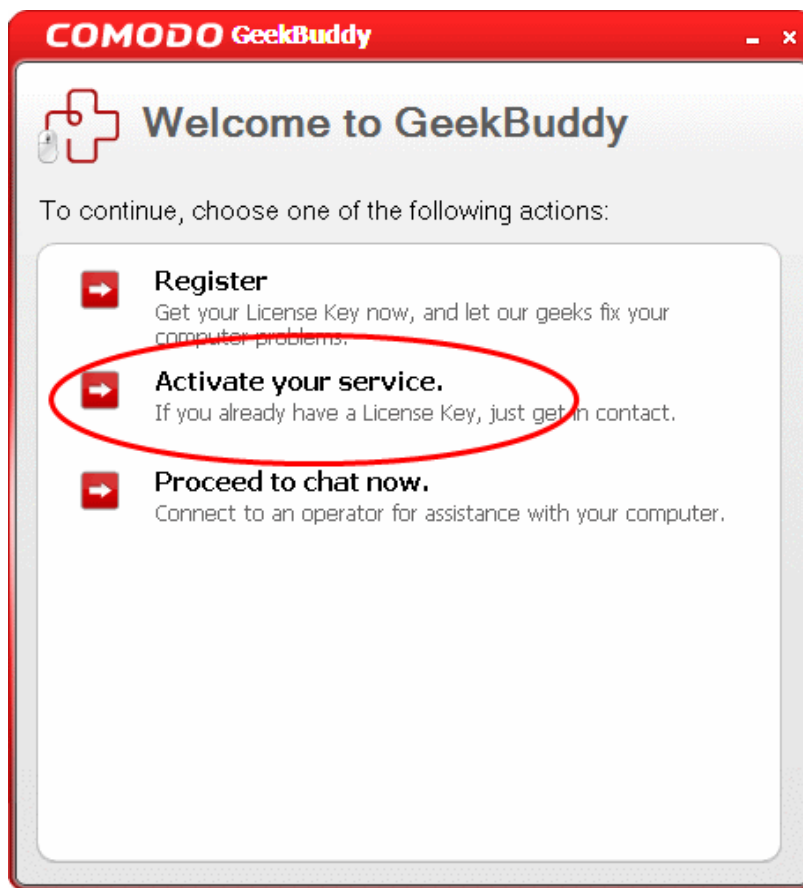 COMODO GeekBuddy
Welcome to GeekBuddy
To continue, choose one of the following actions:
Register
Get your License Key now, and let our geeks fix your
computer problems.
Activate your service.
If you already have a License Key, just get in contact.
Proceed to chat now.
Connect to an operator for assistance with your computer.